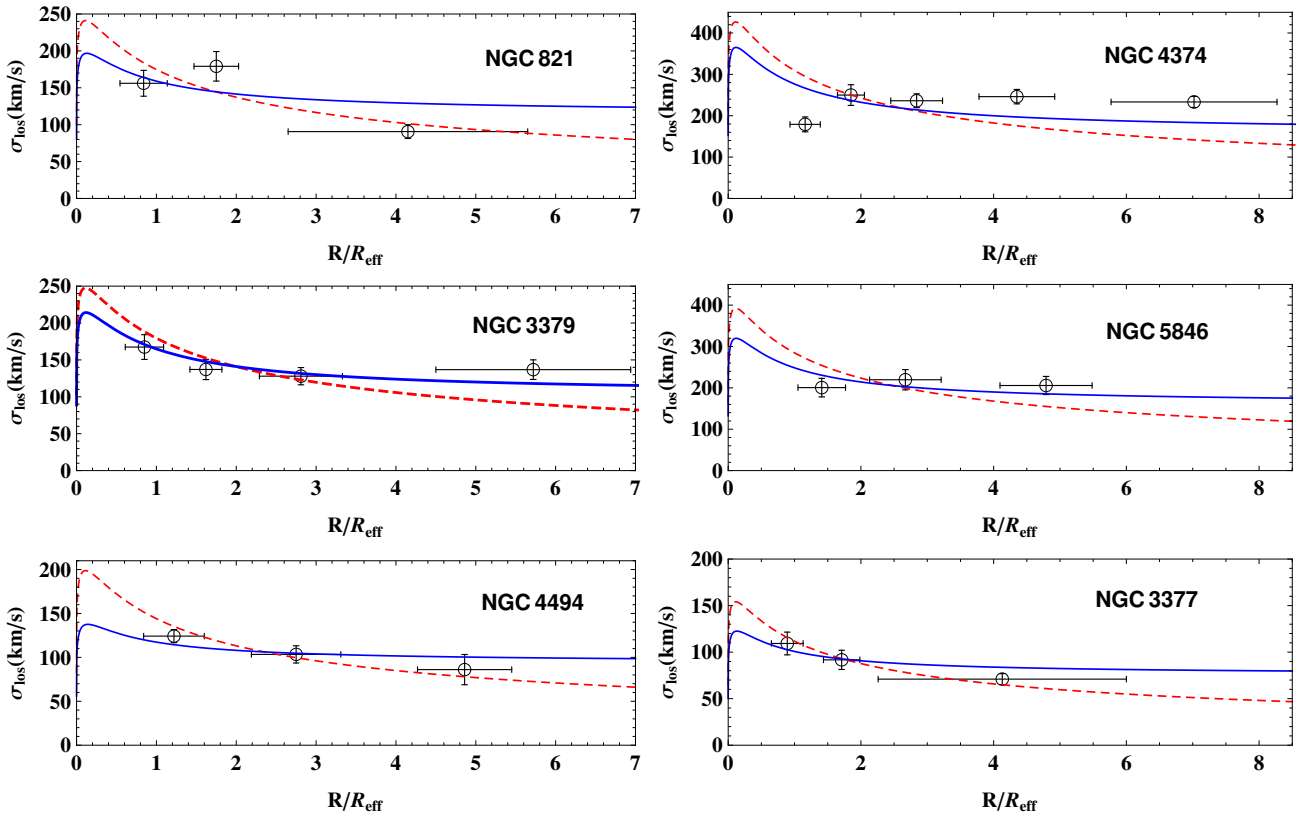 250
200
150
100
50
0
σlos(km/s)
NGC 821
0 1 2 3 4 5 6 7
R/Reff
400
300
200
100
0
σlos(km/s)
NGC 4374
0 2 4 6 8
R/Reff
250
200
150
100
50
0
σlos(km/s)
NGC 3379
0 1 2 3 4 5 6 7
R/Reff
400
300
200
100
0
σlos(km/s)
NGC 5846
0 2 4 6 8
R/Reff
200
150
100
50
0
σlos(km/s)
NGC 4494
0 1 2 3 4 5 6 7
R/Reff
200
150
100
50
0
σlos(km/s)
NGC 3377
0 2 4 6 8
R/Reff